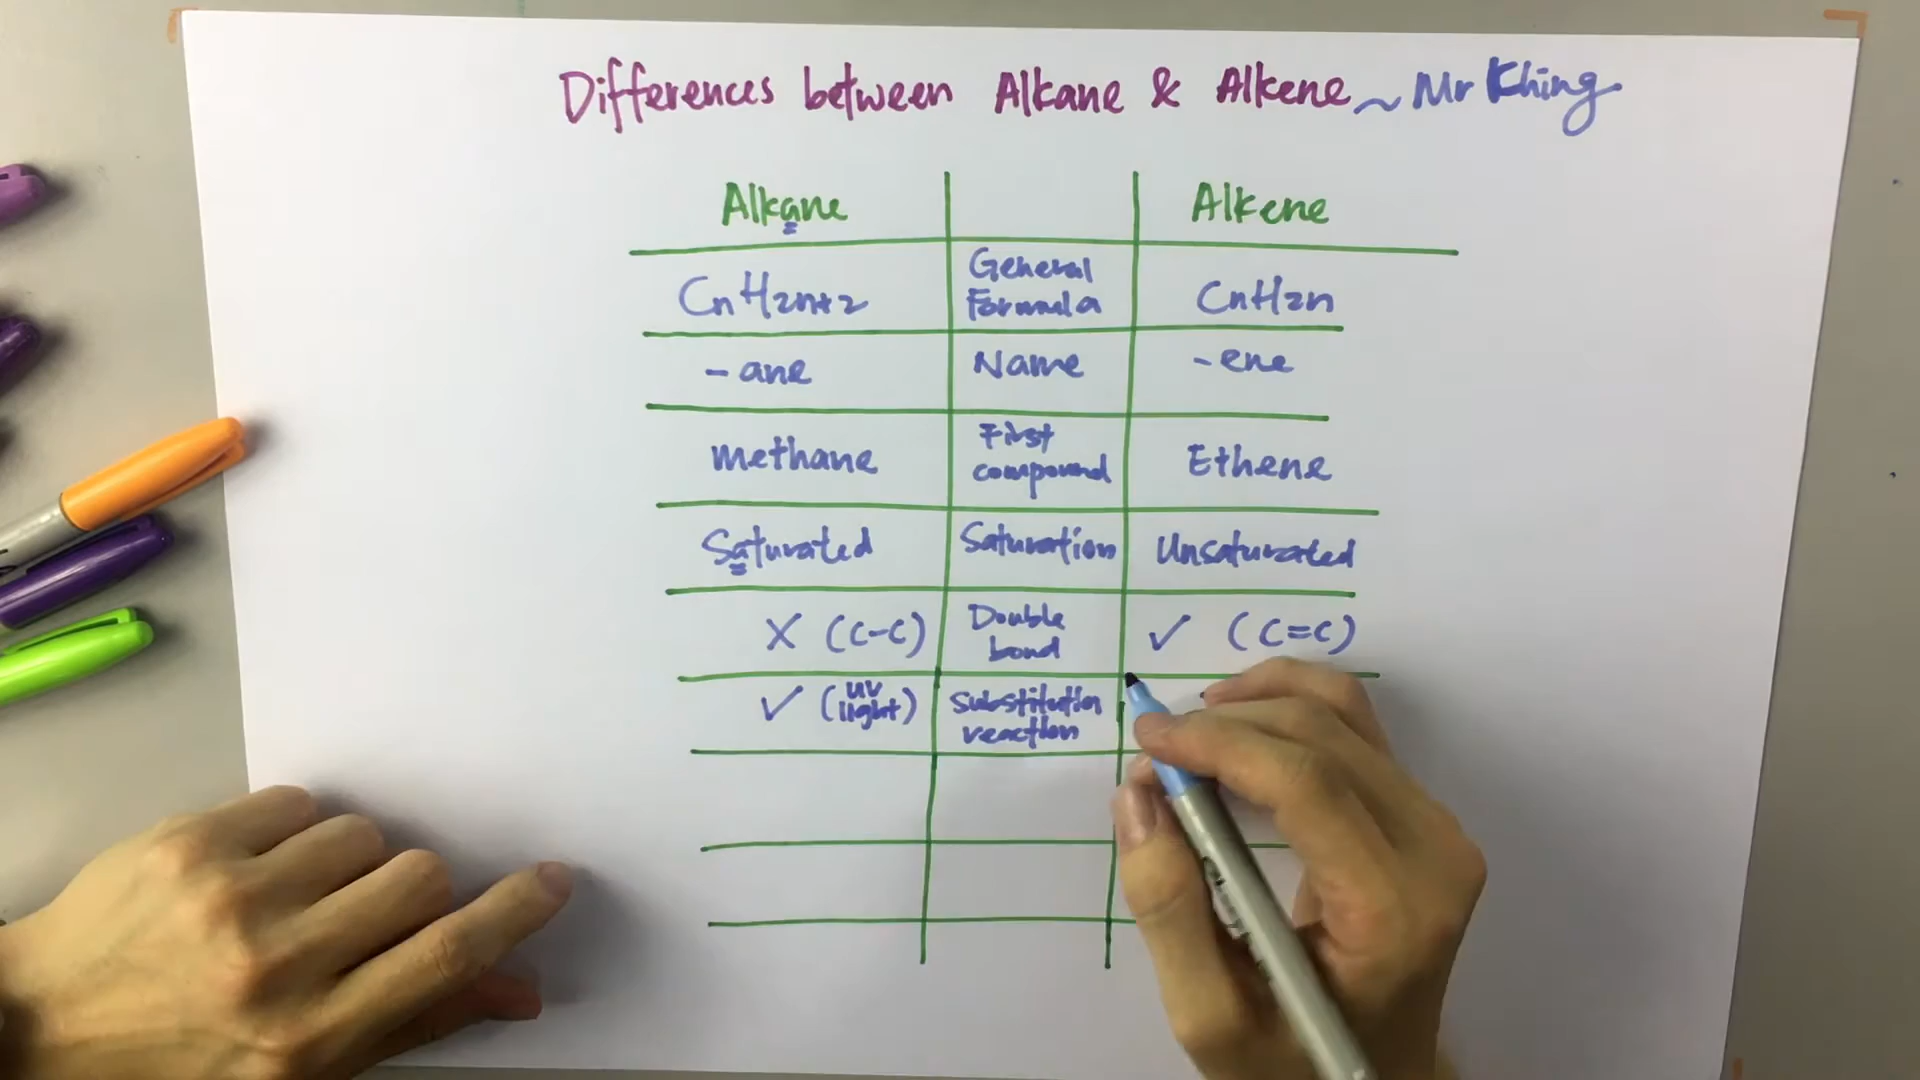 Differences between Alkane & Alkene ~ Mr Khing
Alkane Alkene
CnH2n+2 General Formula CnH2n
- ane Name - ene
Methane First compound Ethene
Saturated Saturation Unsaturated
X (C-C) Double bond ✓ (C=C)
✓ (UV light) Substitution reaction